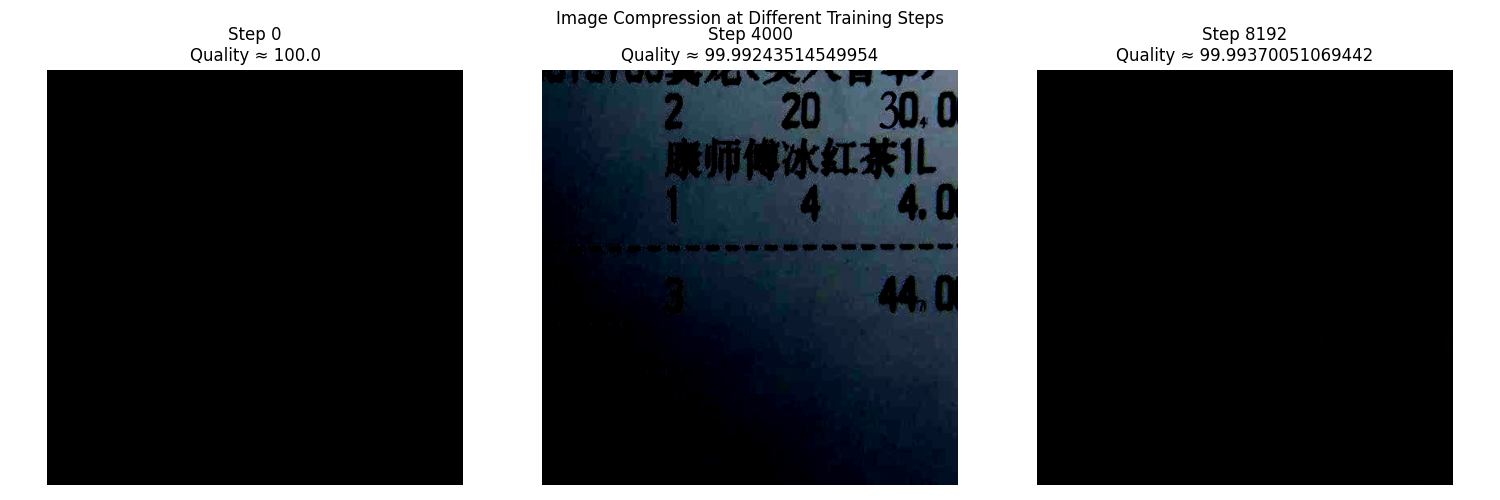 Image Compression at Different Training Steps
Step 0
Quality ≈ 100.0
Step 4000
Quality ≈ 99.99243514549954
Step 8192
Quality ≈ 99.99370051069442
2 20 30.0
康师傅冰红茶1L
1 4 4.0
3 44.0